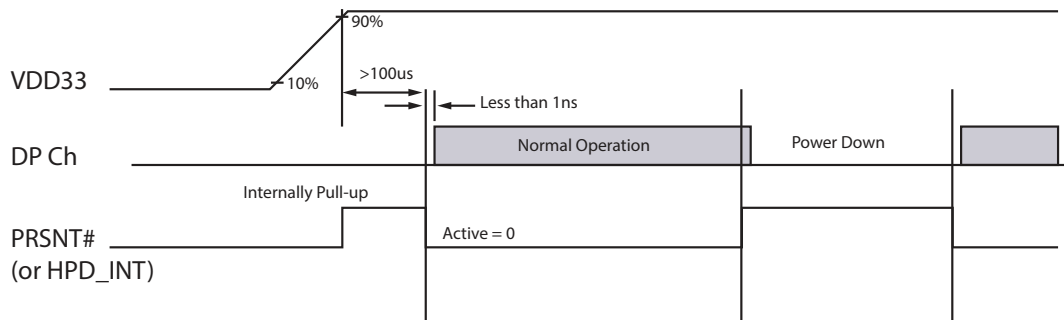 90%
VDD33
10%
>100us
Less than 1ns
DP Ch
Normal Operation
Power Down
Internally Pull-up
PRSNT#
(or HPD_INT)
Active = 0